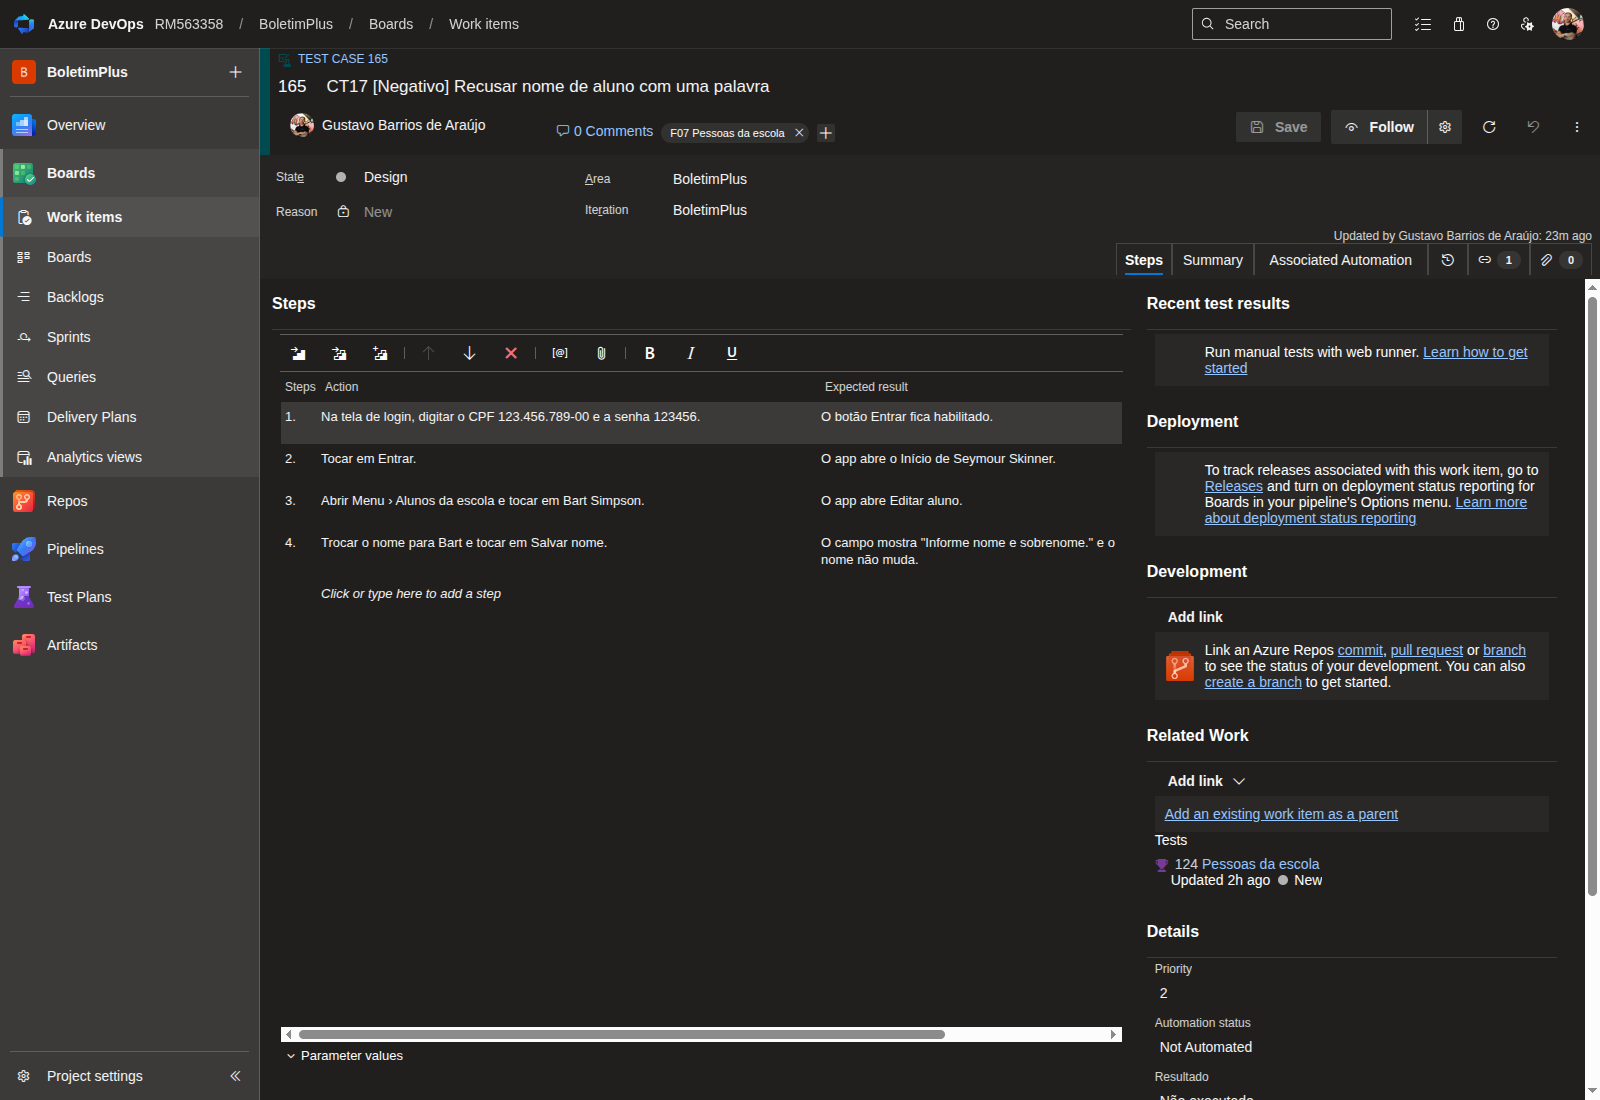 Azure DevOps RM563358 / BoletimPlus / Boards / Work items
Search
B BoletimPlus
Overview
Boards
Work items
Boards
Backlogs
Sprints
Queries
Delivery Plans
Analytics views
Repos
Pipelines
Test Plans
Artifacts
Project settings
TEST CASE 165
165 CT17 [Negativo] Recusar nome de aluno com uma palavra
Gustavo Barrios de Araújo
0 Comments
F07 Pessoas da escola
Save
Follow
State Design
Reason New
Area BoletimPlus
Iteration BoletimPlus
Updated by Gustavo Barrios de Araújo: 23m ago
Steps Summary Associated Automation 1 0
Steps
[@] B I U
Steps Action Expected result
1. Na tela de login, digitar o CPF 123.456.789-00 e a senha 123456. O botão Entrar fica habilitado.
2. Tocar em Entrar. O app abre o Início de Seymour Skinner.
3. Abrir Menu › Alunos da escola e tocar em Bart Simpson. O app abre Editar aluno.
4. Trocar o nome para Bart e tocar em Salvar nome. O campo mostra "Informe nome e sobrenome." e o
nome não muda.
Click or type here to add a step
Parameter values
Recent test results
Run manual tests with web runner. Learn how to get
started
Deployment
To track releases associated with this work item, go to
Releases and turn on deployment status reporting for
Boards in your pipeline's Options menu. Learn more
about deployment status reporting
Development
Add link
Link an Azure Repos commit, pull request or branch
to see the status of your development. You can also
create a branch to get started.
Related Work
Add link
Add an existing work item as a parent
Tests
124 Pessoas da escola
Updated 2h ago New
Details
Priority
2
Automation status
Not Automated
Resultado
Não executado